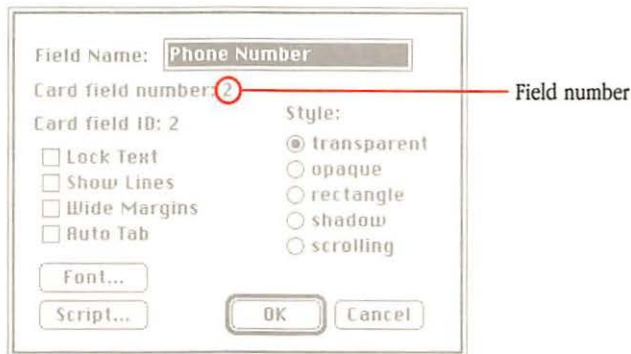 Field Name: Phone Number
Card field number: 2
Field number
Card field ID: 2
Style:
Lock Text
Show Lines
Wide Margins
Auto Tab
transparent
opaque
rectangle
shadow
scrolling
Font...
Script...
OK
Cancel